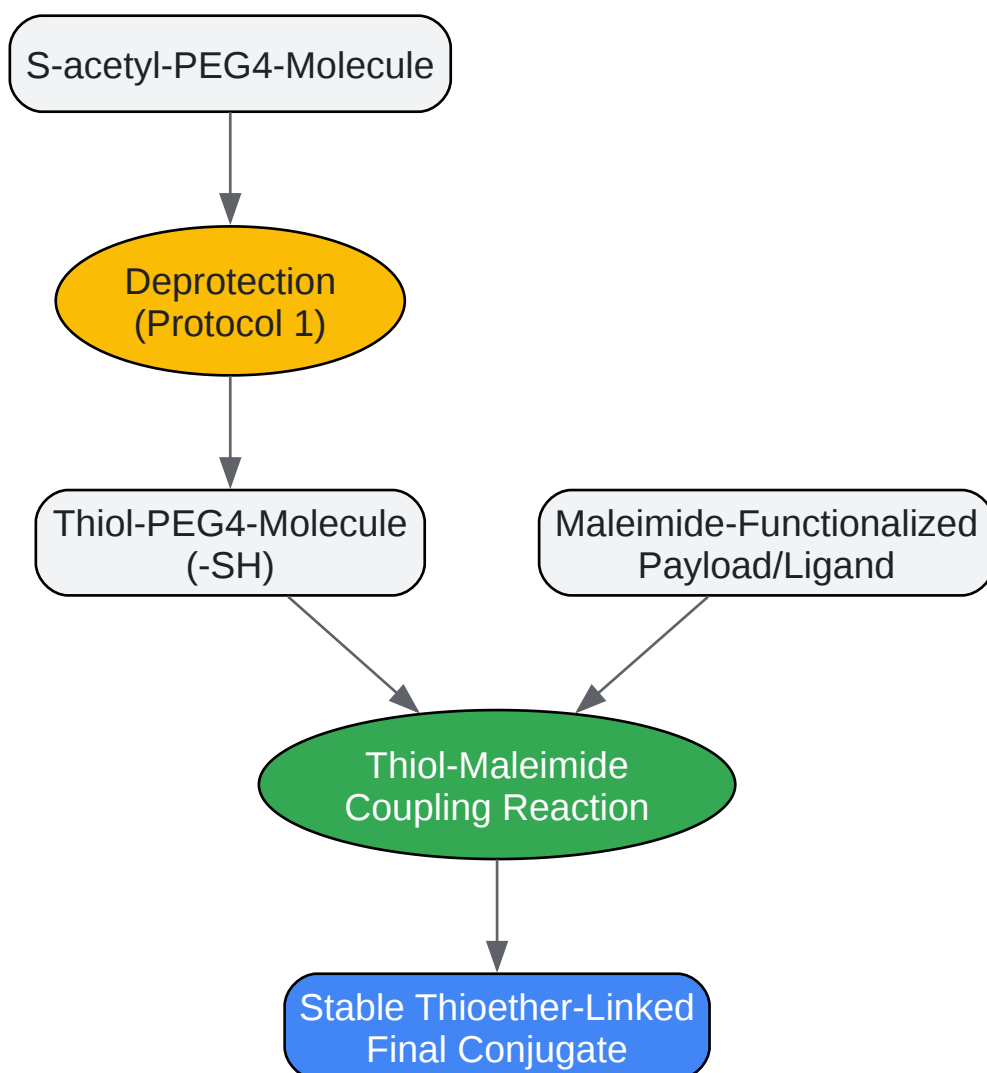 S-acetyl-PEG4-Molecule
Deprotection
(Protocol 1)
Thiol-PEG4-Molecule
(-SH)
Maleimide-Functionalized
Payload/Ligand
Thiol-Maleimide
Coupling Reaction
Stable Thioether-Linked
Final Conjugate